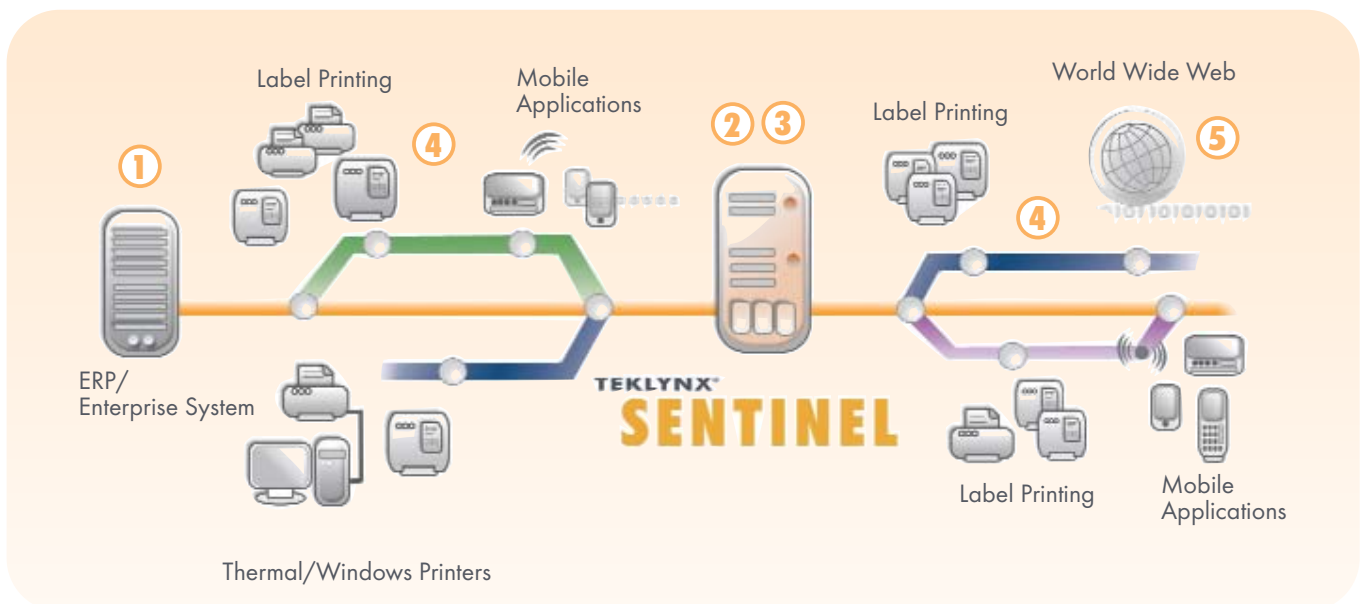 Label Printing
Mobile
Applications
World Wide Web
Label Printing
1
4
2 3
5
4
101101010101
ERP/
Enterprise System
TEKLYNX®
SENTINEL
Label Printing
Mobile
Applications
Thermal/Windows Printers